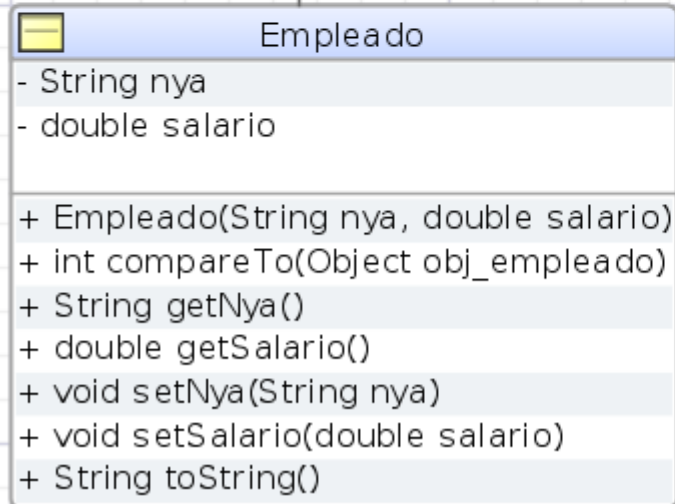 Empleado
- String nya
- double salario
+ Empleado(String nya, double salario)
+ int compareTo(Object obj_empleado)
+ String getNya()
+ double getSalario()
+ void setNya(String nya)
+ void setSalario(double salario)
+ String toString()